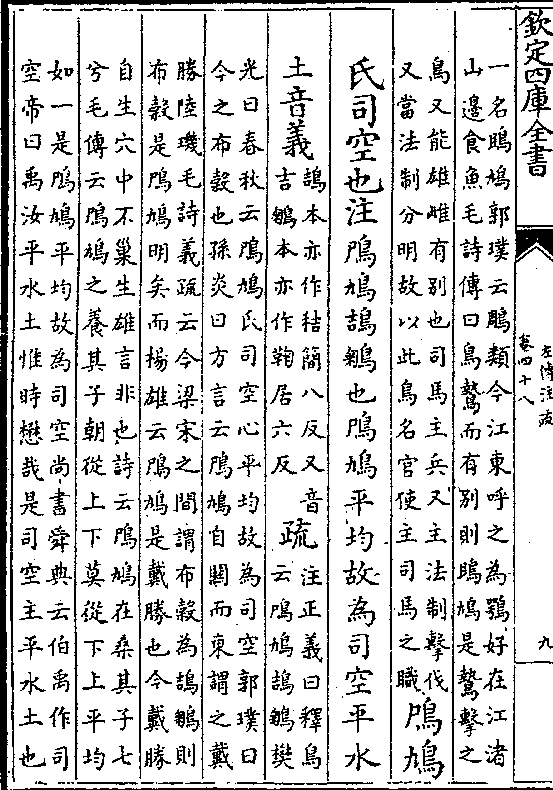 欽定四庫全書
左傳注疏
卷四十八
九
一名鴡鳩郭璞云鵰類今江東呼之為鶚好在江渚
山邊食魚毛詩傳曰鳥鷙而有別則鴡鳩是鷙擊之
鳥又能雄雌有別也司馬主兵又主法制擊伐
又當法制分明故以此鳥名官使主司馬之職
鳲鳩
氏司空也注鳲鳩鴶鵴也鳲鳩平均故為司空平水
土音義
鴶本亦作秸簡八反又音
吉鵴本亦作鞠居六反
疏
注正義曰釋鳥
云鳲鳩鴶鵴樊
光曰春秋云鳲鳩氏司空心平均故為司空郭璞曰
今之布穀也孫炎曰方言云鳲鳩自關而東謂之戴
勝陸璣毛詩義疏云今梁宋之間謂布穀為鴶鵴則
布穀是鳲鳩明矣而楊雄云鳲鳩是戴勝也今戴勝
自生穴中不巢生雄言非也詩云鳲鳩在桑其子七
兮毛傳云鳲鳩之養其子朝從上下莫從下上平均
如一是鳲鳩平均故為司空尚書舜典云伯禹作司
空帝曰禹汝平水土惟時懋哉是司空主平水土也